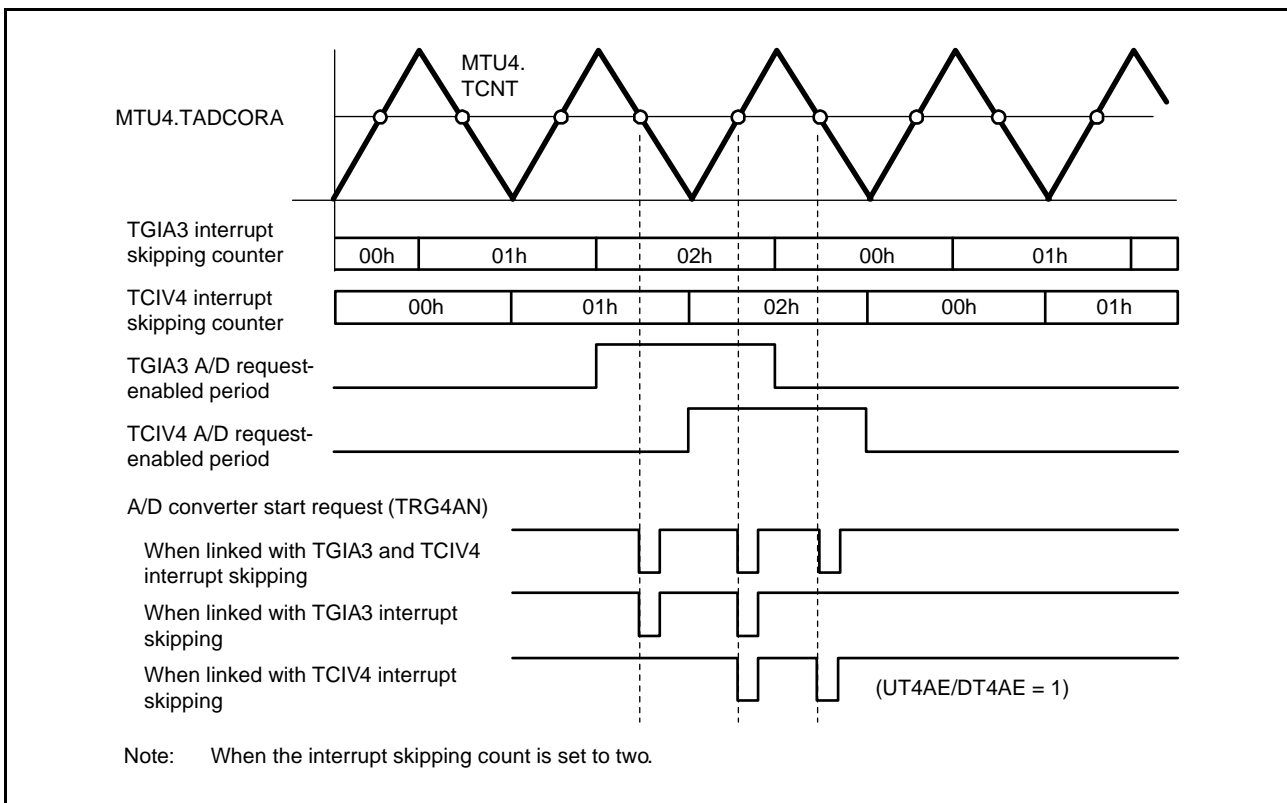 MTU4.
TCNT
MTU4.TADCORA
TGIA3 interrupt
skipping counter
00h
01h
02h
00h
01h
TCIV4 interrupt
skipping counter
00h
01h
02h
00h
01h
TGIA3 A/D request-
enabled period
TCIV4 A/D request-
enabled period
A/D converter start request (TRG4AN)
When linked with TGIA3 and TCIV4
interrupt skipping
When linked with TGIA3 interrupt
skipping
When linked with TCIV4 interrupt
skipping
(UT4AE/DT4AE = 1)
Note: When the interrupt skipping count is set to two.